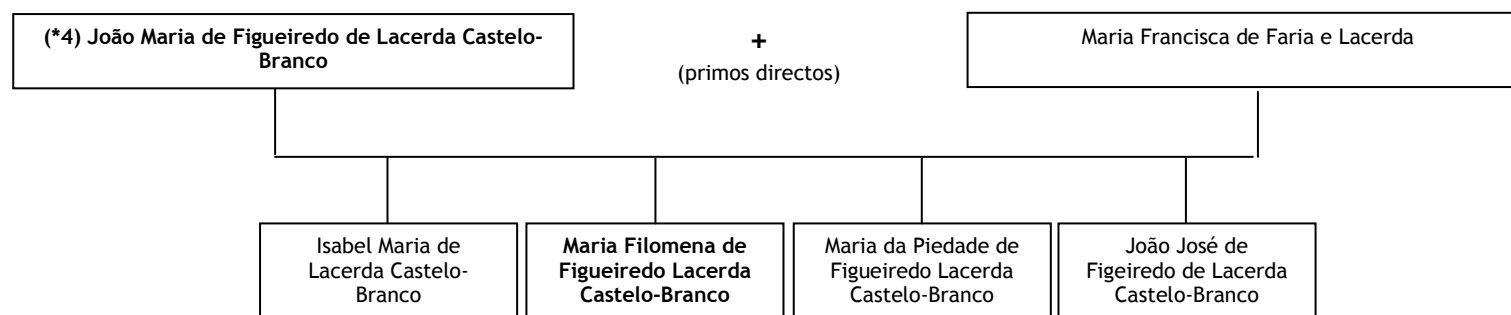 (*4) João Maria de Figueiredo de Lacerda Castelo-
Branco
+
(primos directos)
Maria Francisca de Faria e Lacerda
Isabel Maria de
Lacerda Castelo-
Branco
Maria Filomena de
Figueiredo Lacerda
Castelo-Branco
Maria da Piedade de
Figueiredo Lacerda
Castelo-Branco
João José de
Figeiredo de Lacerda
Castelo-Branco